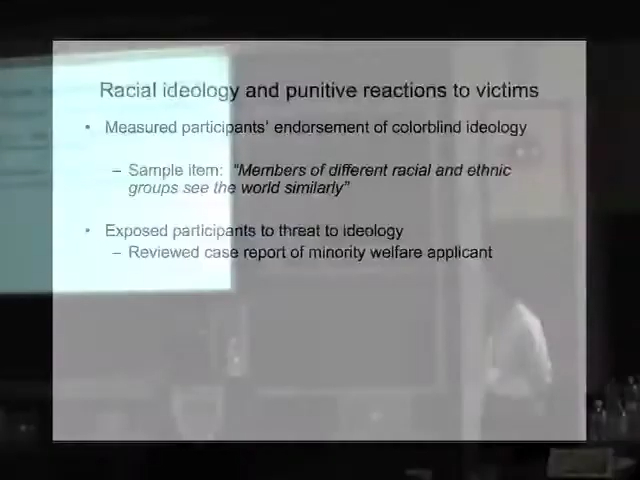 Racial ideology and punitive reactions to victims
• Measured participants' endorsement of colorblind ideology
– Sample item: "Members of different racial and ethnic
groups see the world similarly"
• Exposed participants to threat to ideology
– Reviewed case report of minority welfare applicant